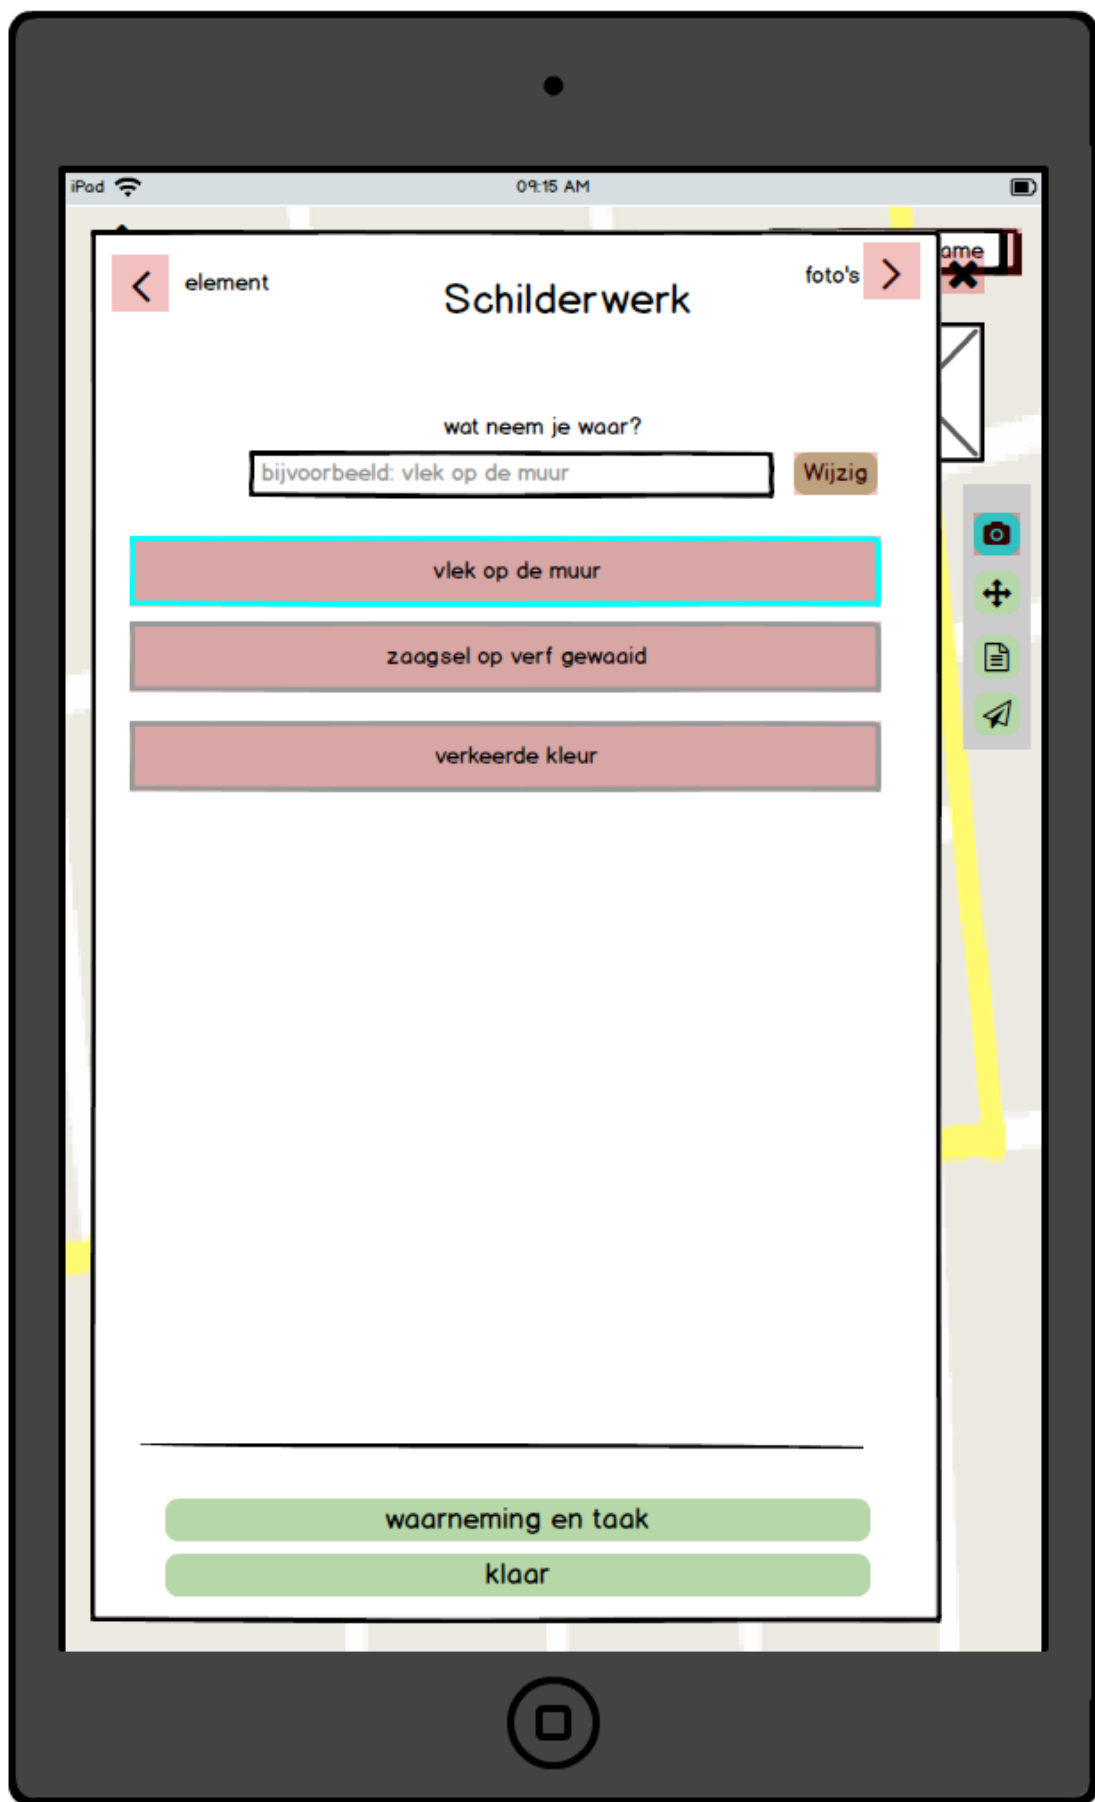 iPad
09:15 AM
ame
element
Schilderwerk
foto's
wat neem je waar?
bijvoorbeeld: vlek op de muur
Wijzig
vlek op de muur
zaagsel op verf gewaaid
verkeerde kleur
waarneming en taak
klaar